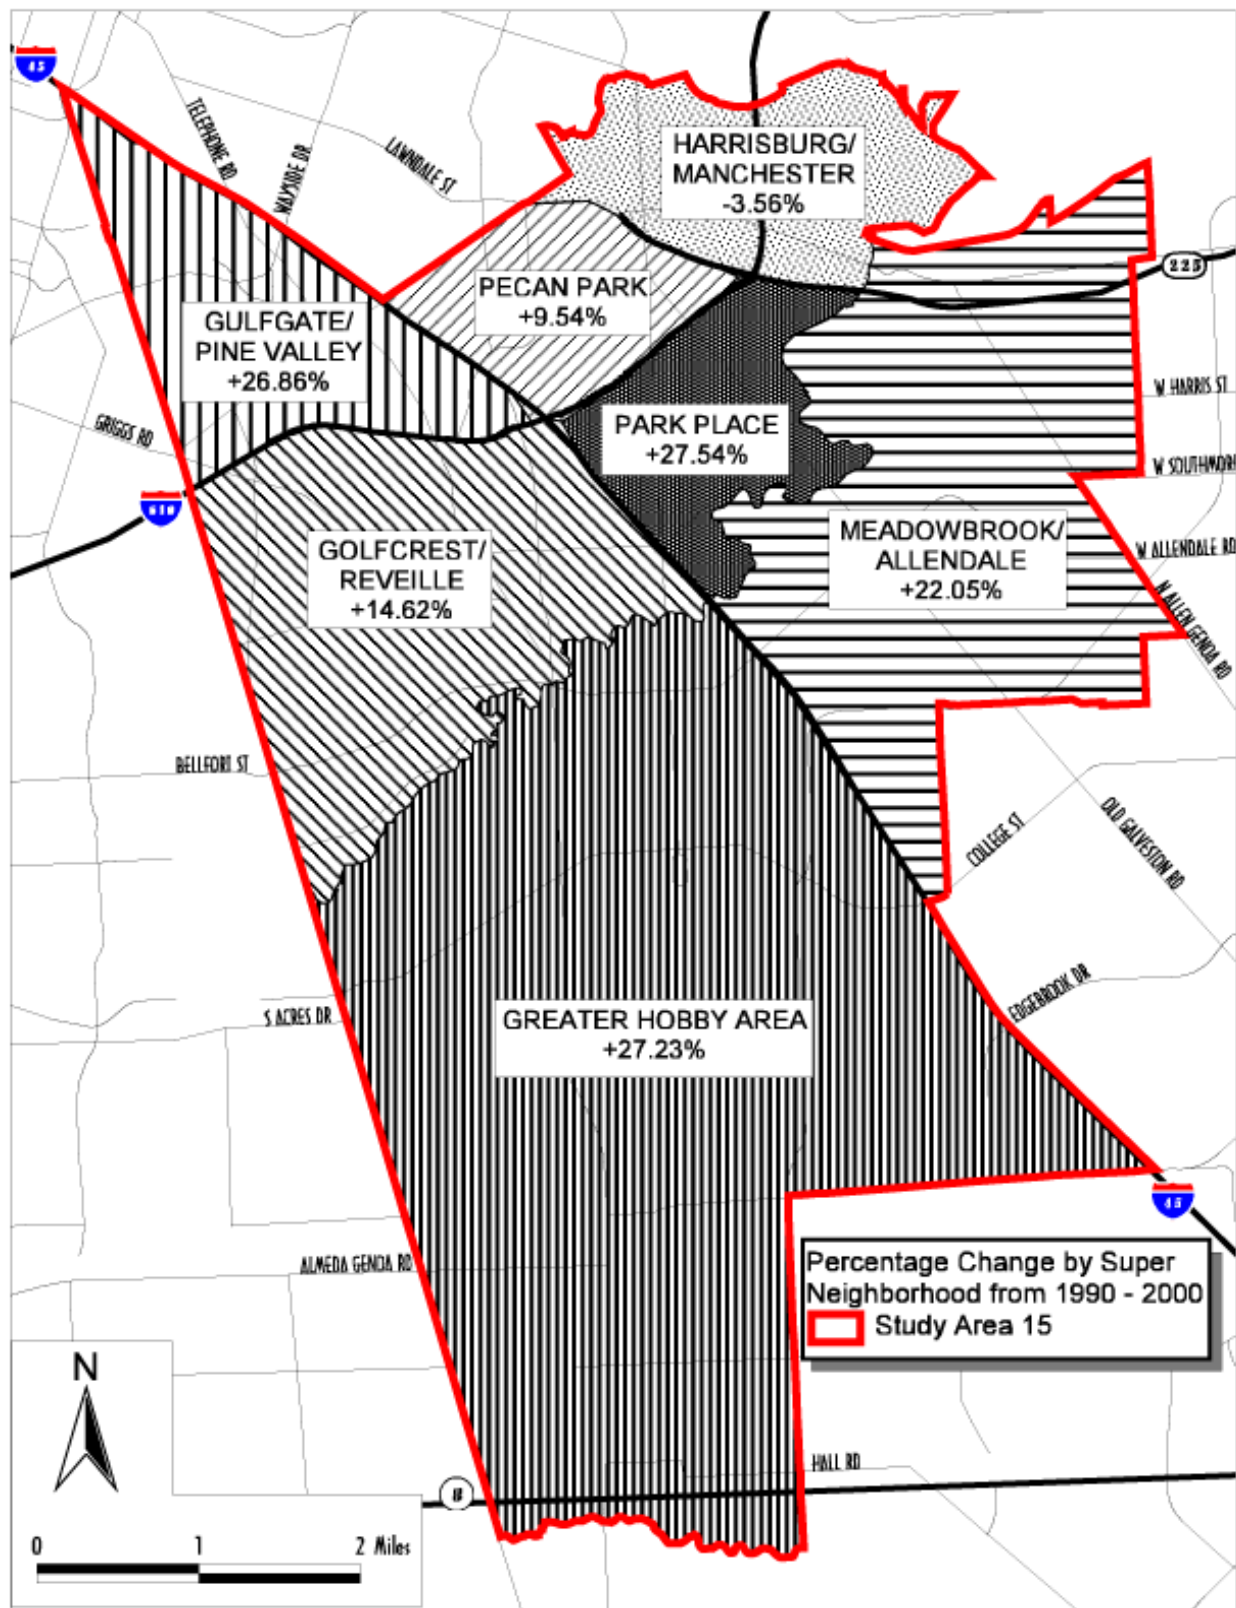 45
TELEPHONE RD
WAYSIDE DR
LAWNDALE ST
HARRISBURG/
MANCHESTER
-3.56%
225
PECAN PARK
+9.54%
GULFGATE/
PINE VALLEY
+26.86%
W HARRIS ST
GRIGGS RD
PARK PLACE
+27.54%
W SOUTHMORE
610
GOLFCREST/
REVEILLE
+14.62%
MEADOWBROOK/
ALLENDALE
+22.05%
W ALLENDALE RD
N ALLEN GENOA RD
BELLFORT ST
COLLEGE ST
OLD GALVESTON RD
EDGEBROOK DR
S ACRES DR
GREATER HOBBY AREA
+27.23%
45
ALMEDA GENOA RD
Percentage Change by Super
Neighborhood from 1990 - 2000
Study Area 15
N
HALL RD
8
0 1 2 Miles